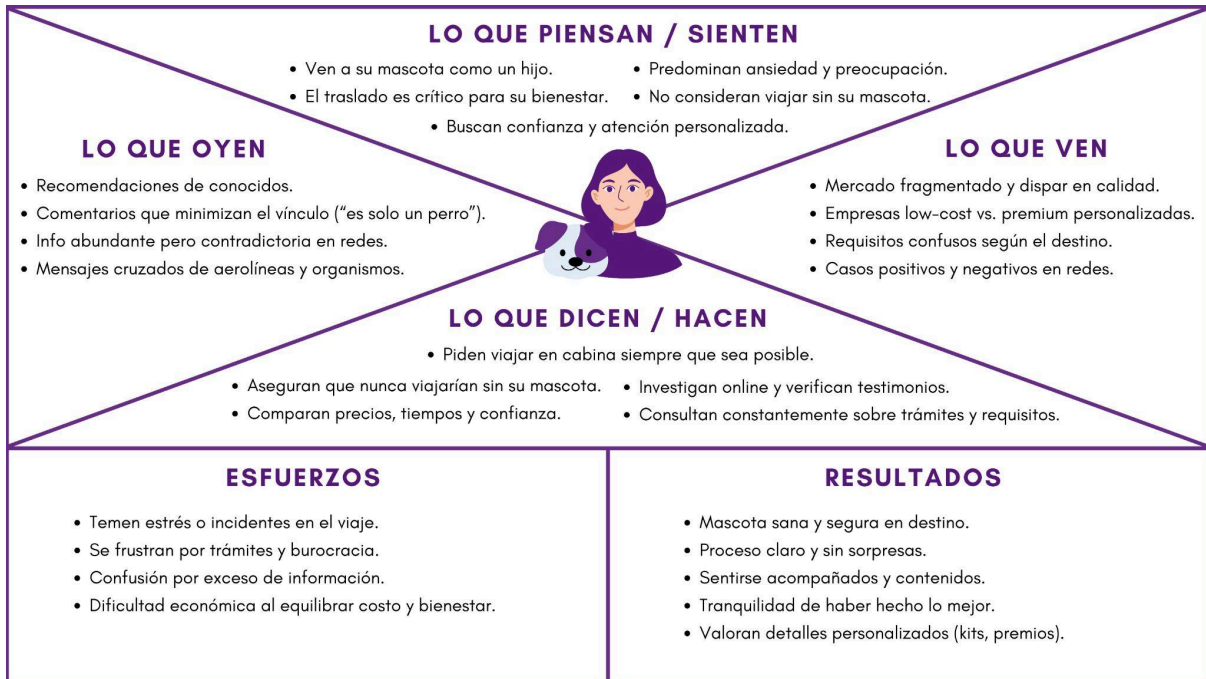 LO QUE PIENSAN / SIENTEN
• Ven a su mascota como un hijo.
• El traslado es crítico para su bienestar.
• Predominan ansiedad y preocupación.
• No consideran viajar sin su mascota.
• Buscan confianza y atención personalizada.
LO QUE OYEN
• Recomendaciones de conocidos.
• Comentarios que minimizan el vínculo (“es solo un perro”).
• Info abundante pero contradictoria en redes.
• Mensajes cruzados de aerolíneas y organismos.
LO QUE VEN
• Mercado fragmentado y dispar en calidad.
• Empresas low-cost vs. premium personalizadas.
• Requisitos confusos según el destino.
• Casos positivos y negativos en redes.
LO QUE DICEN / HACEN
• Piden viajar en cabina siempre que sea posible.
• Aseguran que nunca viajarían sin su mascota.
• Comparan precios, tiempos y confianza.
• Investigan online y verifican testimonios.
• Consultan constantemente sobre trámites y requisitos.
ESFUERZOS
• Temen estrés o incidentes en el viaje.
• Se frustran por trámites y burocracia.
• Confusión por exceso de información.
• Dificultad económica al equilibrar costo y bienestar.
RESULTADOS
• Mascota sana y segura en destino.
• Proceso claro y sin sorpresas.
• Sentirse acompañados y contenidos.
• Tranquilidad de haber hecho lo mejor.
• Valoran detalles personalizados (kits, premios).